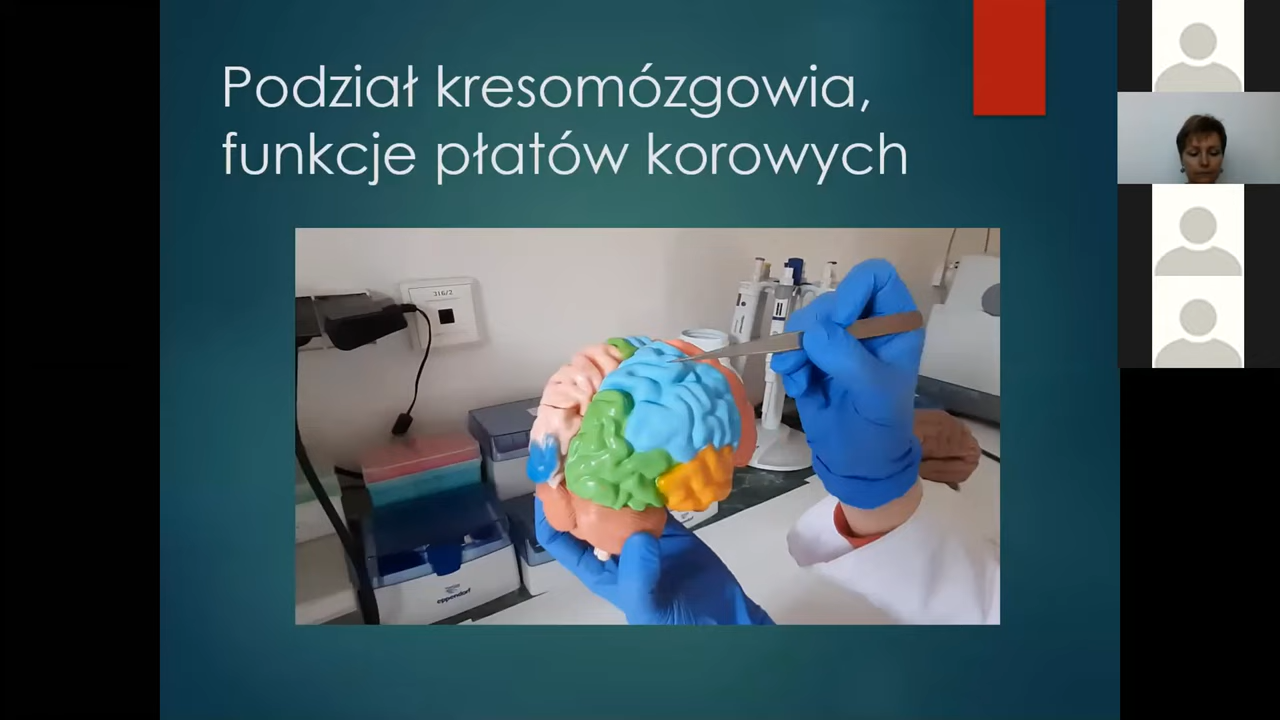 Podział kresomózgowia,
funkcje płatów korowych
316/2
eppendorf